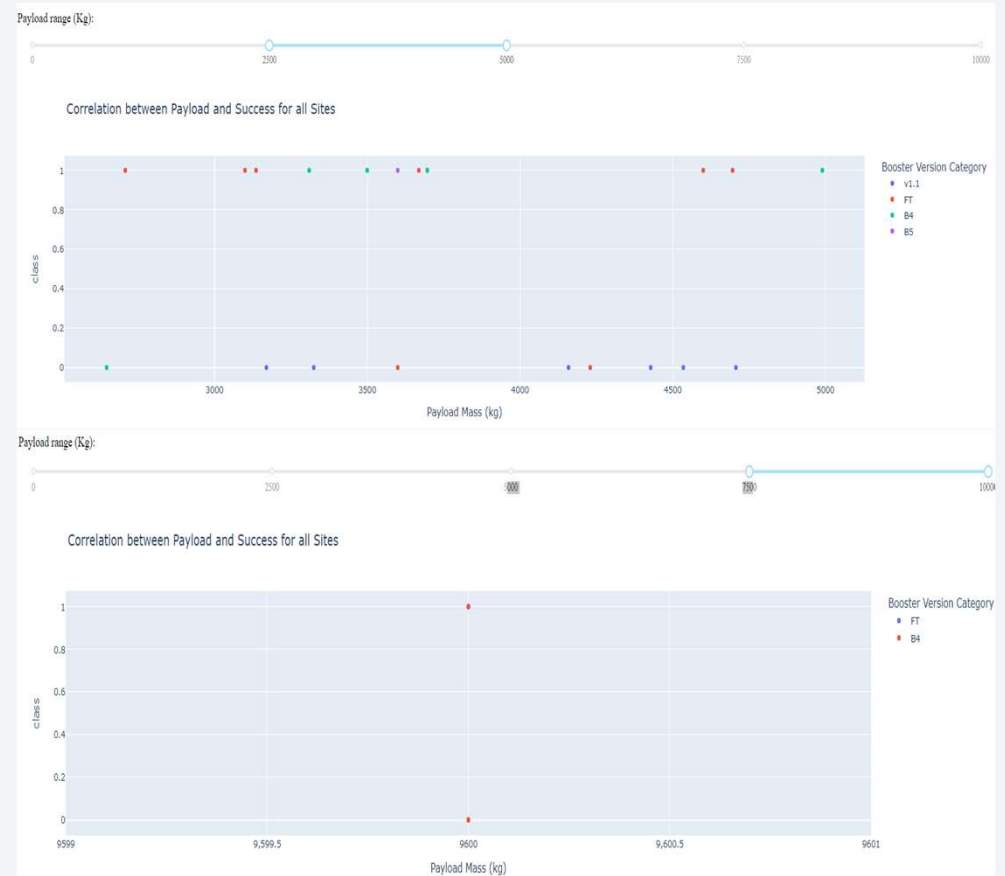 Payload range (Kg):
0 2500 5000 7500 10000
Correlation between Payload and Success for all Sites
1
0.8
0.6
0.4
0.2
0
class
3000 3500 4000 4500 5000
Payload Mass (kg)
Booster Version Category
v1.1
FT
B4
B5
Payload range (Kg):
0 2500 5000 7500 10000
Correlation between Payload and Success for all Sites
1
0.8
0.6
0.4
0.2
0
class
9599 9,599.5 9600 9,600.5 9601
Payload Mass (kg)
Booster Version Category
FT
B4